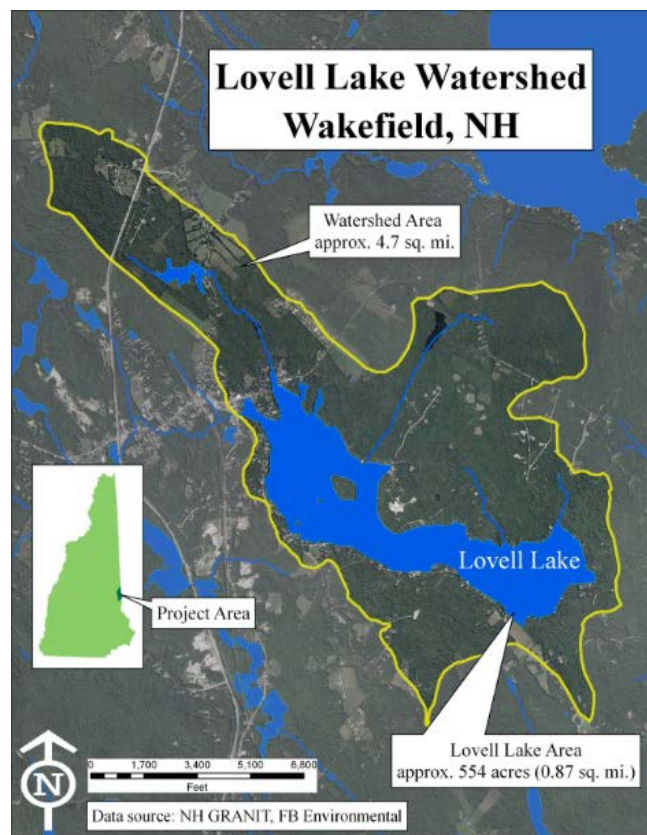 Lovell Lake Watershed
Wakefield, NH
Watershed Area
approx. 4.7 sq. mi.
Lovell Lake
Project Area
Lovell Lake Area
approx. 554 acres (0.87 sq. mi.)
N
0 1,700 3,400 5,100 6,800
Feet
Data source: NH GRANIT, FB Environmental